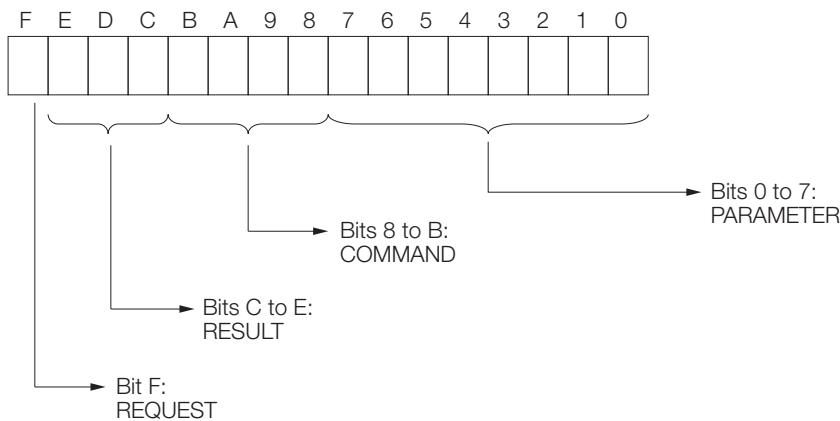 F E D C B A 9 8 7 6 5 4 3 2 1 0
Bits 0 to 7:
PARAMETER
Bits 8 to B:
COMMAND
Bits C to E:
RESULT
Bit F:
REQUEST